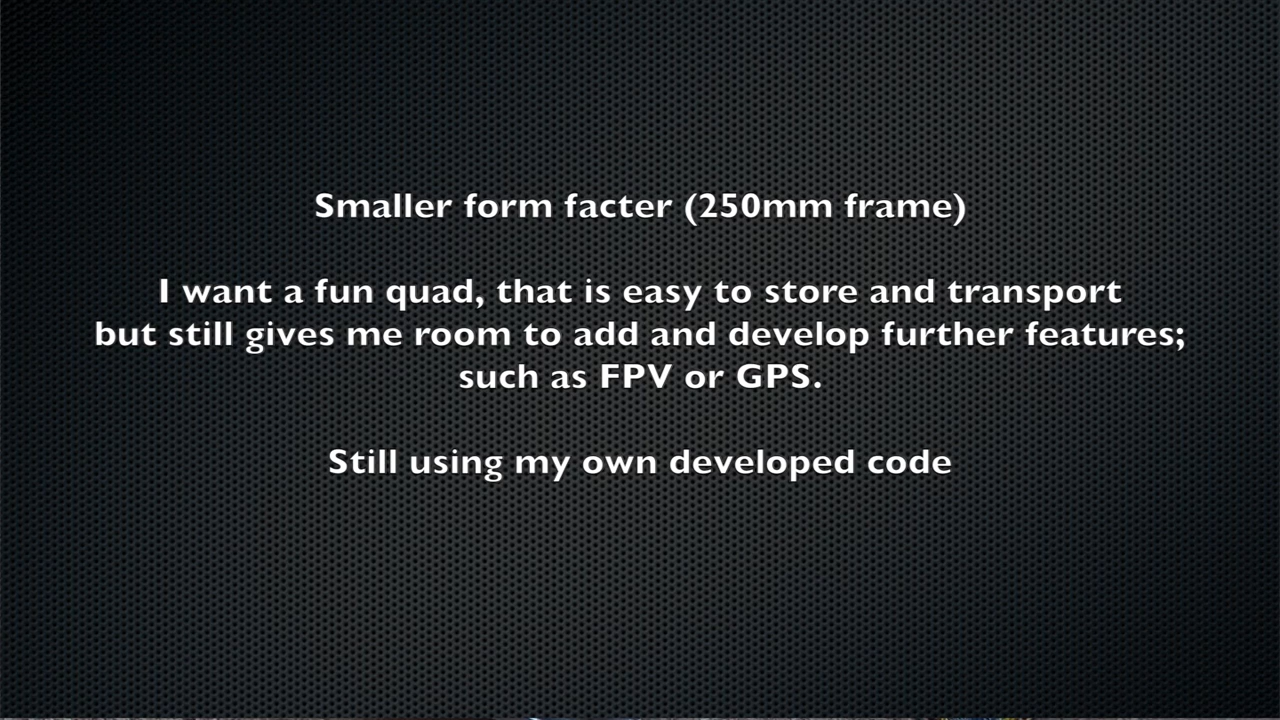 Smaller form facter (250mm frame)
I want a fun quad, that is easy to store and transport
but still gives me room to add and develop further features;
such as FPV or GPS.
Still using my own developed code